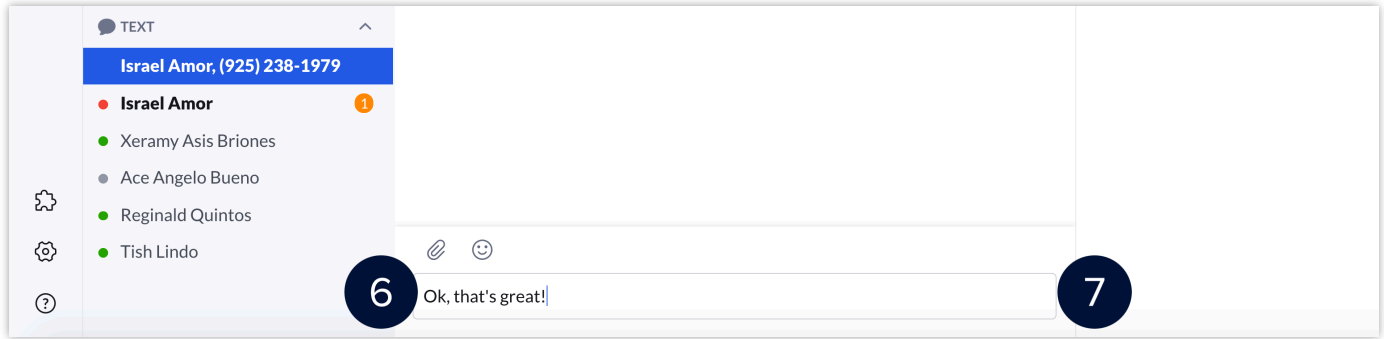 TEXT
Israel Amor, (925) 238-1979
Israel Amor 1
Xeramy Asis Briones
Ace Angelo Bueno
Reginald Quintos
Tish Lindo
?
6 Ok, that's great! 7